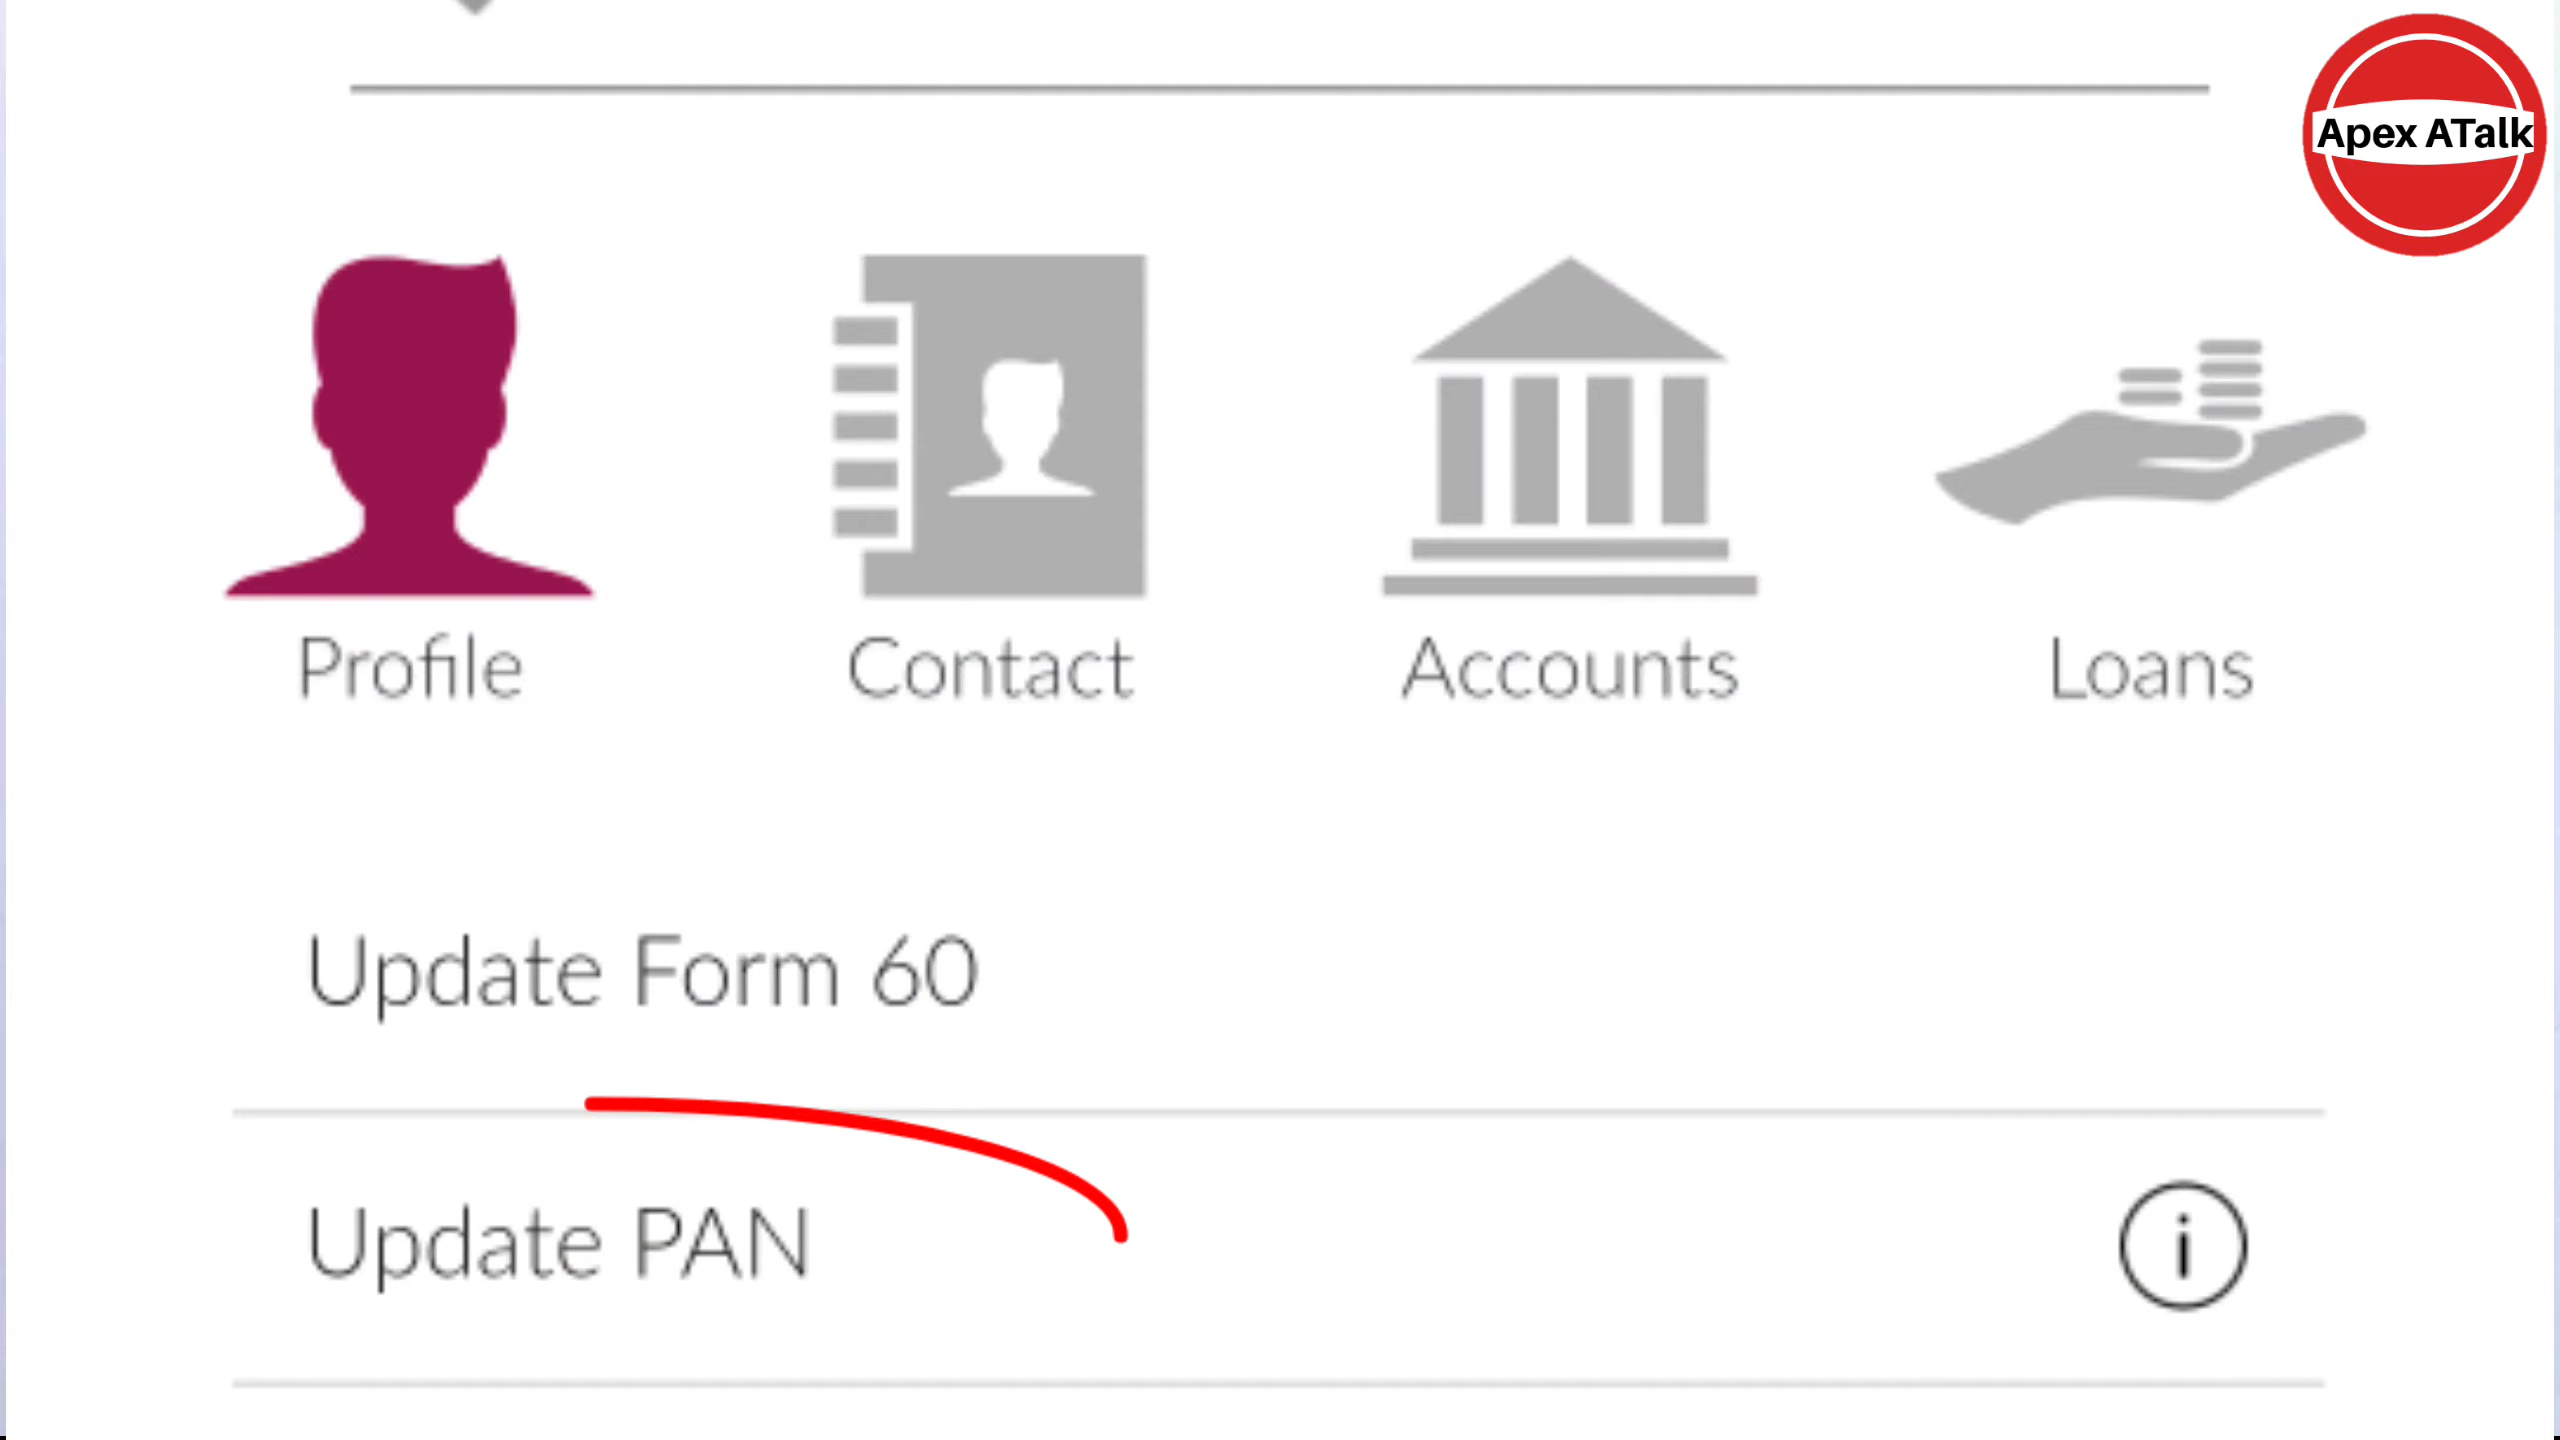 Apex ATalk
Profile Contact Accounts Loans
Update Form 60
Update PAN
i